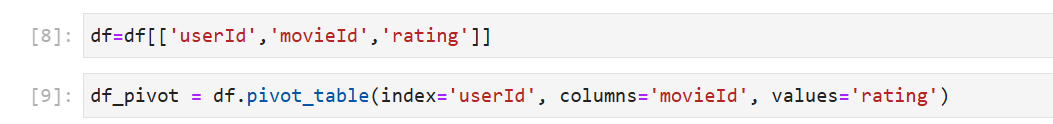 [8]: df=df[['userId','movieId','rating']]
[9]: df_pivot = df.pivot_table(index='userId', columns='movieId', values='rating')